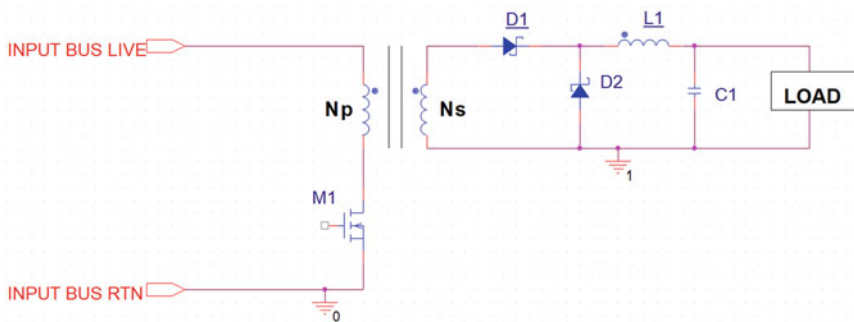 INPUT BUS LIVE
D1
L1
Np
Ns
D2
C1
LOAD
1
M1
INPUT BUS RTN
0